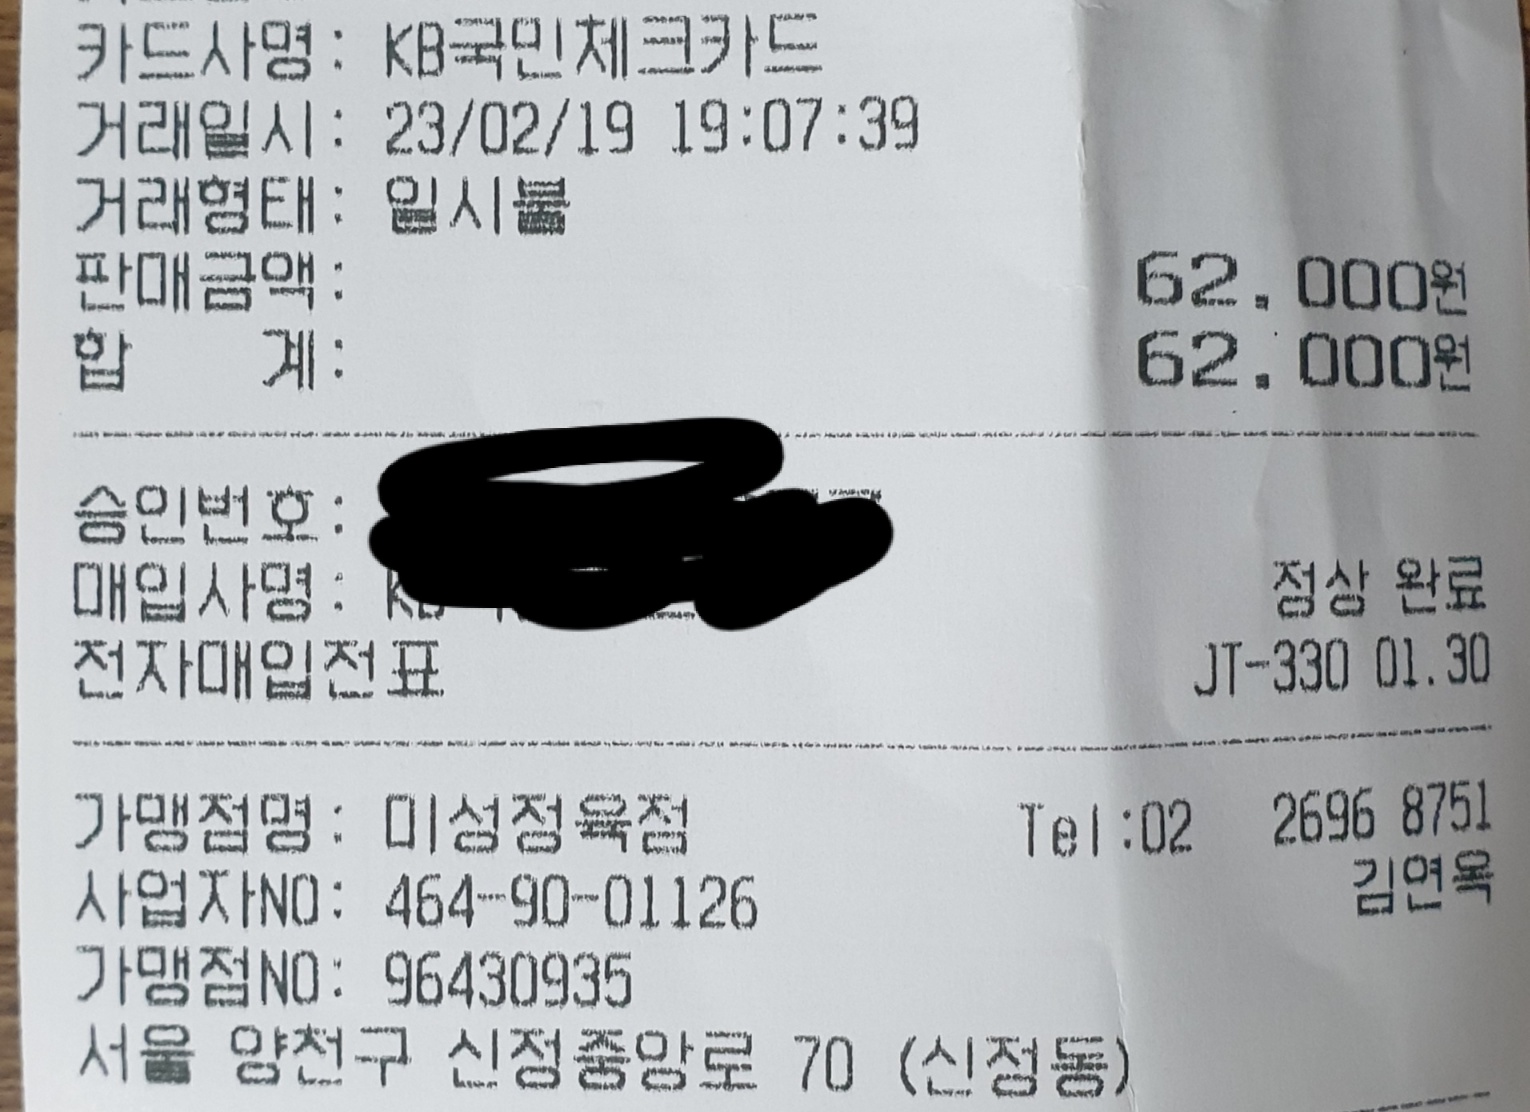 카드사명: KB국민체크카드
거래일시: 23/02/19 19:07:39
거래형태: 일시불
판매금액: 62.000원
합 계: 62.000원
승인번호:
매입사명: KB 정상 완료
전자매입전표 JT-330 01.30
가맹점명: 미성정육점 Tel:02 2696 8751
사업자NO: 464-90-01126 김연옥
가맹점NO: 96430935
서울 양천구 신정중앙로 70 (신정동)